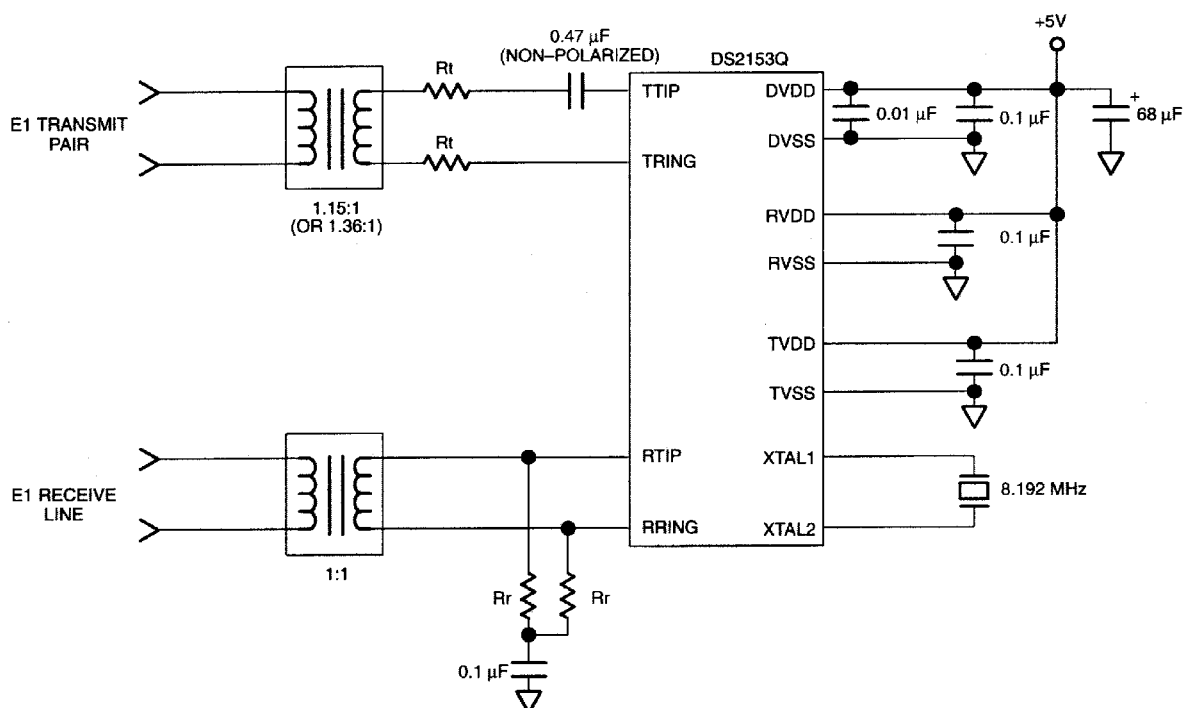 +5V
0.47 µF
(NON–POLARIZED)
DS2153Q
Rt
TTIP
DVDD
+
0.01 µF
0.1 µF
68 µF
E1 TRANSMIT
PAIR
DVSS
Rt
TRING
1.15:1
(OR 1.36:1)
RVDD
0.1 µF
RVSS
TVDD
0.1 µF
TVSS
RTIP
XTAL1
E1 RECEIVE
LINE
8.192 MHz
RRING
XTAL2
1:1
Rr
Rr
0.1 µF